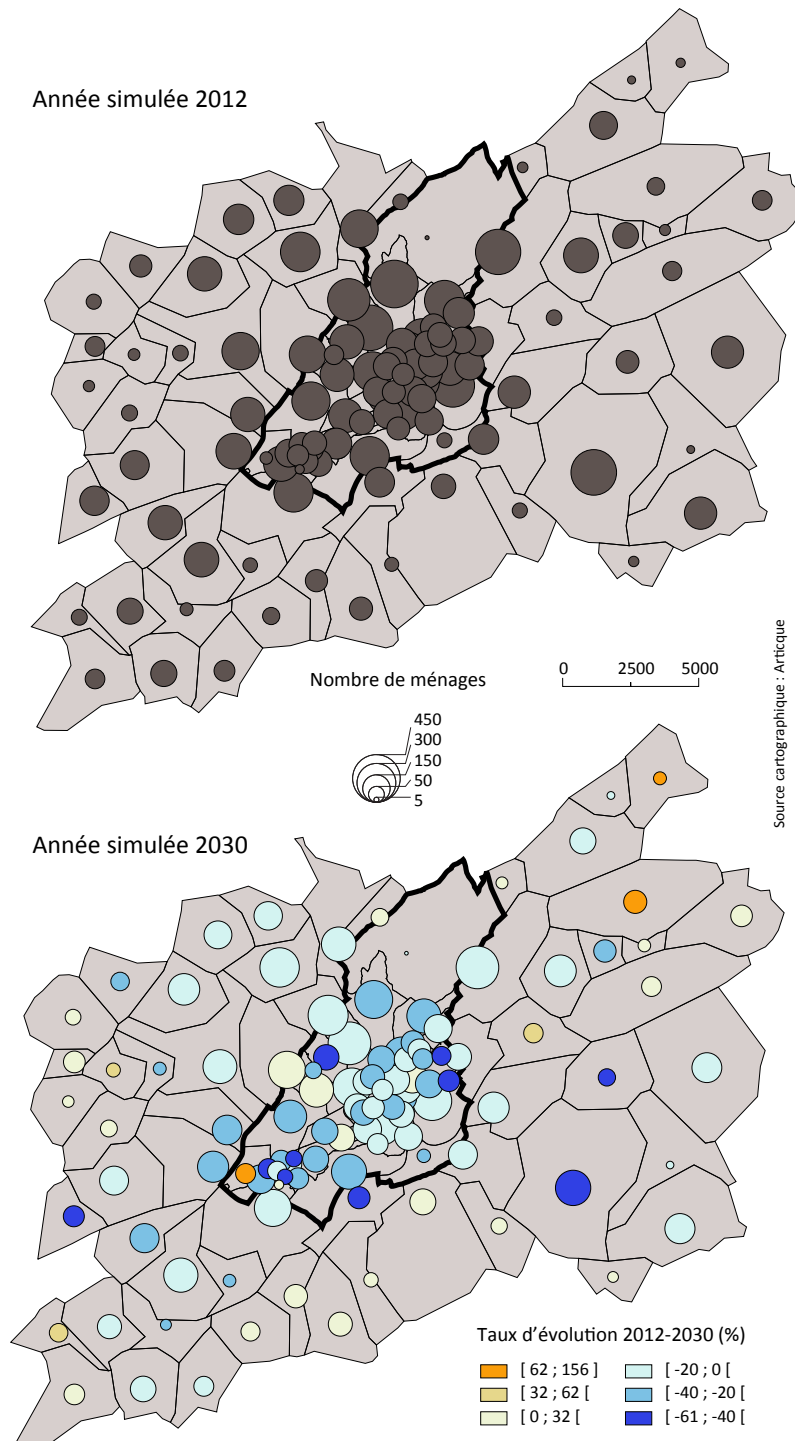 Année simulée 2012
Nombre de ménages
450
300
150
50
5
0 2500 5000
Source cartographique : Articque
Année simulée 2030
Taux d'évolution 2012-2030 (%)
[ 62 ; 156 ]
[ 32 ; 62 [
[ 0 ; 32 [
[ -20 ; 0 [
[ -40 ; -20 [
[ -61 ; -40 [